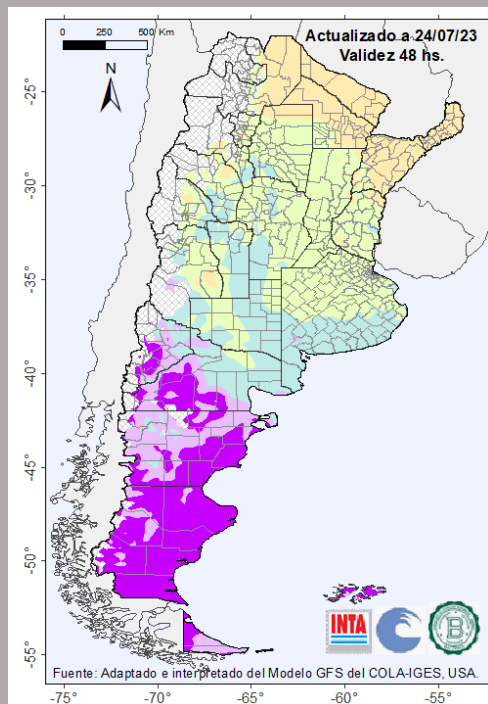 Actualizado a 24/07/23
Validez 48 hs.
0 250 500 Km
N
-25°
-30°
-35°
-40°
-45°
-50°
-55°
INTA
B
Fuente: Adaptado e interpretado del Modelo GFS del COLA-IGES, USA.
-75° -70° -65° -60° -55°